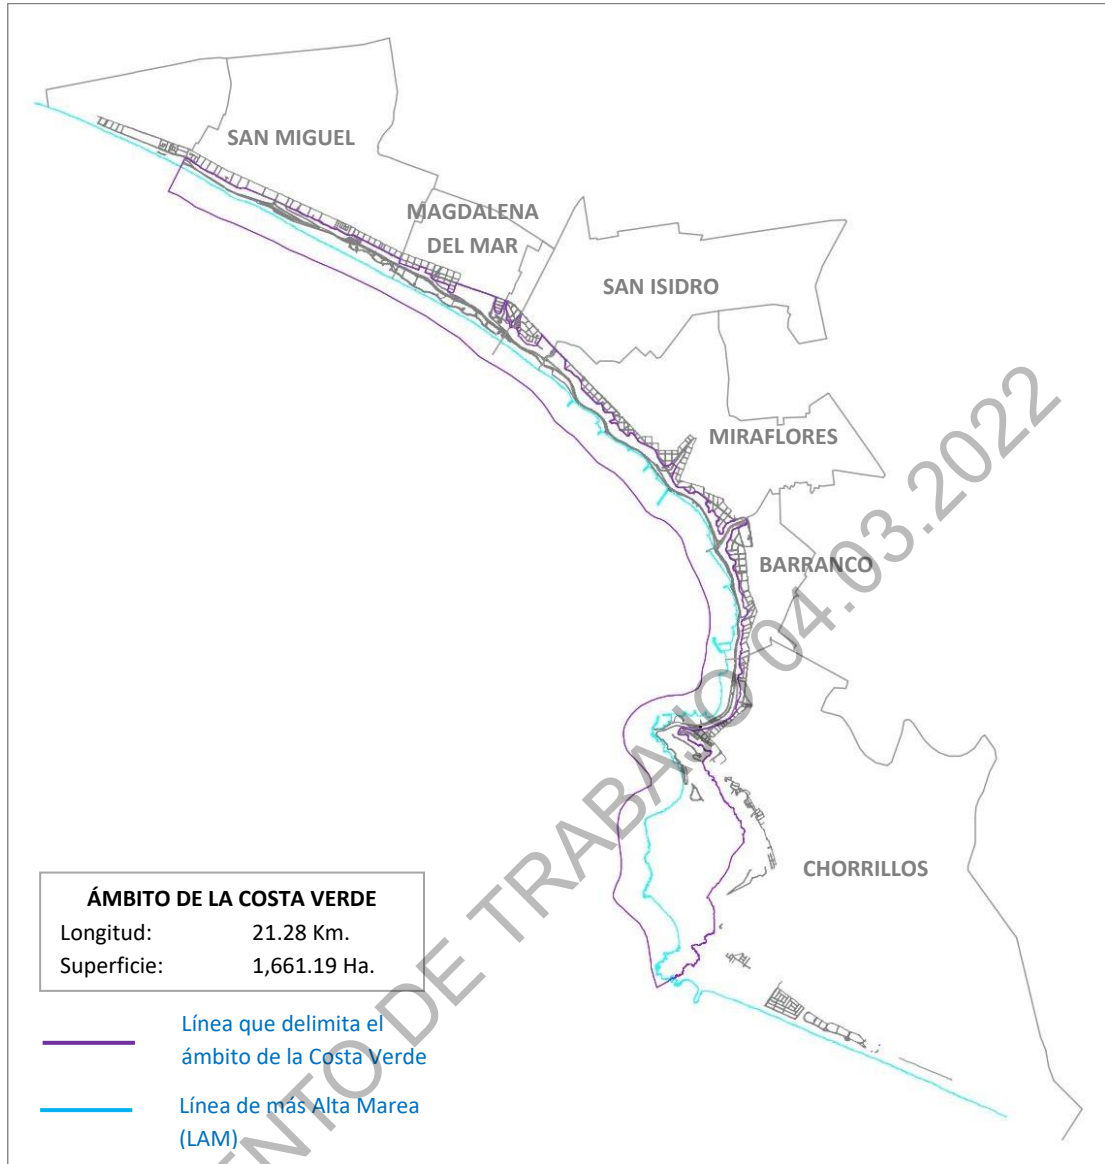 SAN MIGUEL
MAGDALENA
DEL MAR
SAN ISIDRO
MIRAFLORES
BARRANCO
CHORRILLOS
ÁMBITO DE LA COSTA VERDE
Longitud: 21.28 Km.
Superficie: 1,661.19 Ha.
Línea que delimita el
ámbito de la Costa Verde
Línea de más Alta Marea
(LAM)
ENTO DE TRABAJO 04.03.2022